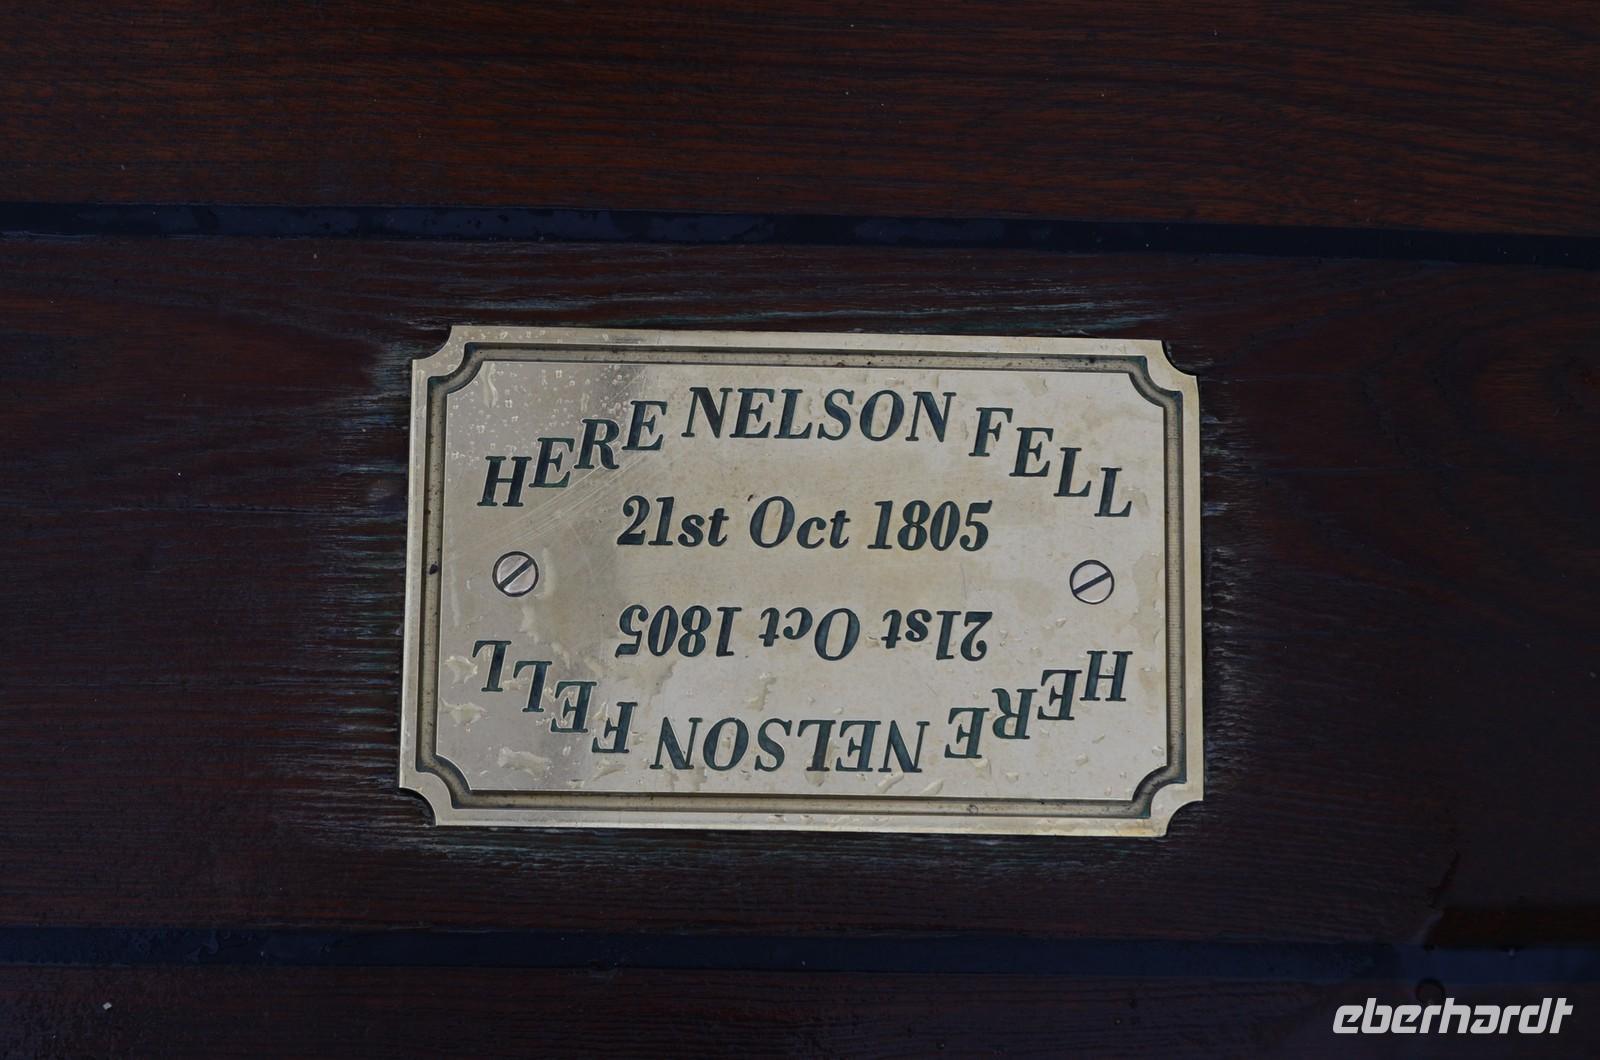 HERE NELSON FELL
21st Oct 1805
21st Oct 1805
HERE NELSON FELL
eberhardt